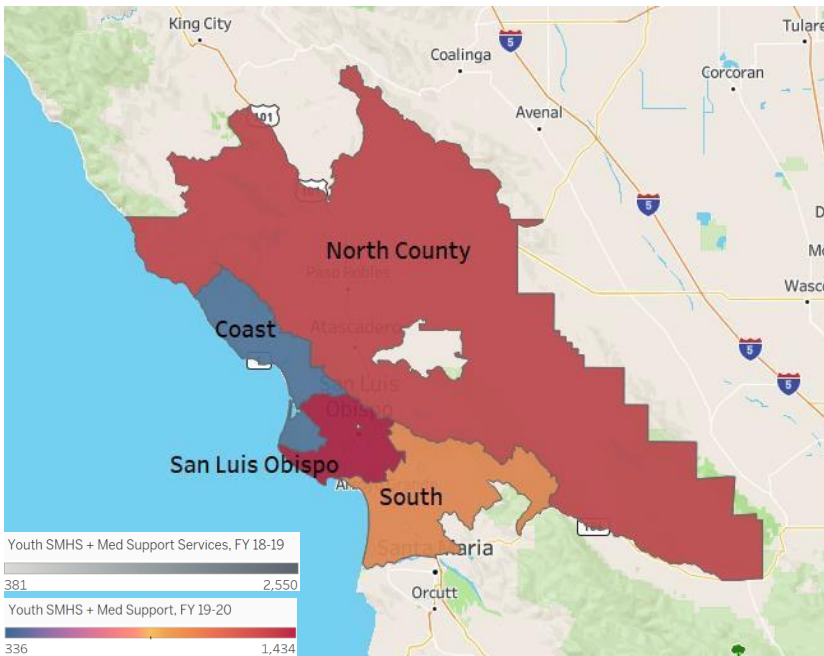 King City
Tulare
Coalinga
5
Corcoran
Avenal
101
5
North County
Paso Robles
Wasco
Coast
Atascadero
5
5
San Luis
Obispo
San Luis Obispo
South
Santa Maria
Orcutt
Youth SMHS + Med Support Services, FY 18-19
381 2,550
Youth SMHS + Med Support, FY 19-20
336 1,434